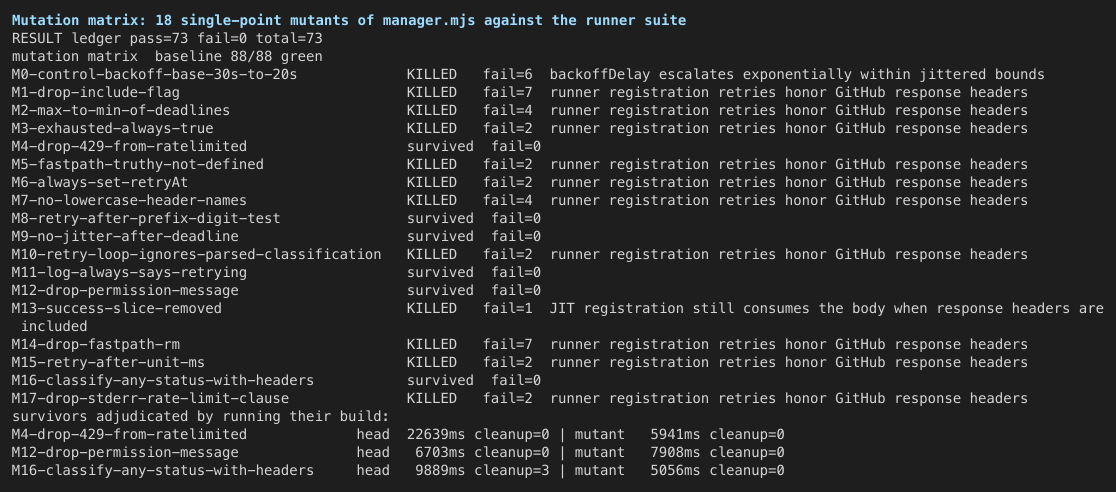 Mutation matrix: 18 single-point mutants of manager.mjs against the runner suite
RESULT ledger pass=73 fail=0 total=73
mutation matrix  baseline 88/88 green
M0-control-backoff-base-30s-to-20s             KILLED   fail=6  backoffDelay escalates exponentially within jittered bounds
M1-drop-include-flag                           KILLED   fail=7  runner registration retries honor GitHub response headers
M2-max-to-min-of-deadlines                     KILLED   fail=4  runner registration retries honor GitHub response headers
M3-exhausted-always-true                       KILLED   fail=2  runner registration retries honor GitHub response headers
M4-drop-429-from-ratelimited                   survived  fail=0
M5-fastpath-truthy-not-defined                 KILLED   fail=2  runner registration retries honor GitHub response headers
M6-always-set-retryAt                          KILLED   fail=2  runner registration retries honor GitHub response headers
M7-no-lowercase-header-names                   KILLED   fail=4  runner registration retries honor GitHub response headers
M8-retry-after-prefix-digit-test               survived  fail=0
M9-no-jitter-after-deadline                    survived  fail=0
M10-retry-loop-ignores-parsed-classification   KILLED   fail=2  runner registration retries honor GitHub response headers
M11-log-always-says-retrying                   survived  fail=0
M12-drop-permission-message                    survived  fail=0
M13-success-slice-removed                      KILLED   fail=1  JIT registration still consumes the body when response headers are
 included
M14-drop-fastpath-rm                           KILLED   fail=7  runner registration retries honor GitHub response headers
M15-retry-after-unit-ms                        KILLED   fail=2  runner registration retries honor GitHub response headers
M16-classify-any-status-with-headers           survived  fail=0
M17-drop-stderr-rate-limit-clause              KILLED   fail=2  runner registration retries honor GitHub response headers
survivors adjudicated by running their build:
M4-drop-429-from-ratelimited             head  22639ms cleanup=0 | mutant   5941ms cleanup=0
M12-drop-permission-message              head   6703ms cleanup=0 | mutant   7908ms cleanup=0
M16-classify-any-status-with-headers     head   9889ms cleanup=3 | mutant   5056ms cleanup=0